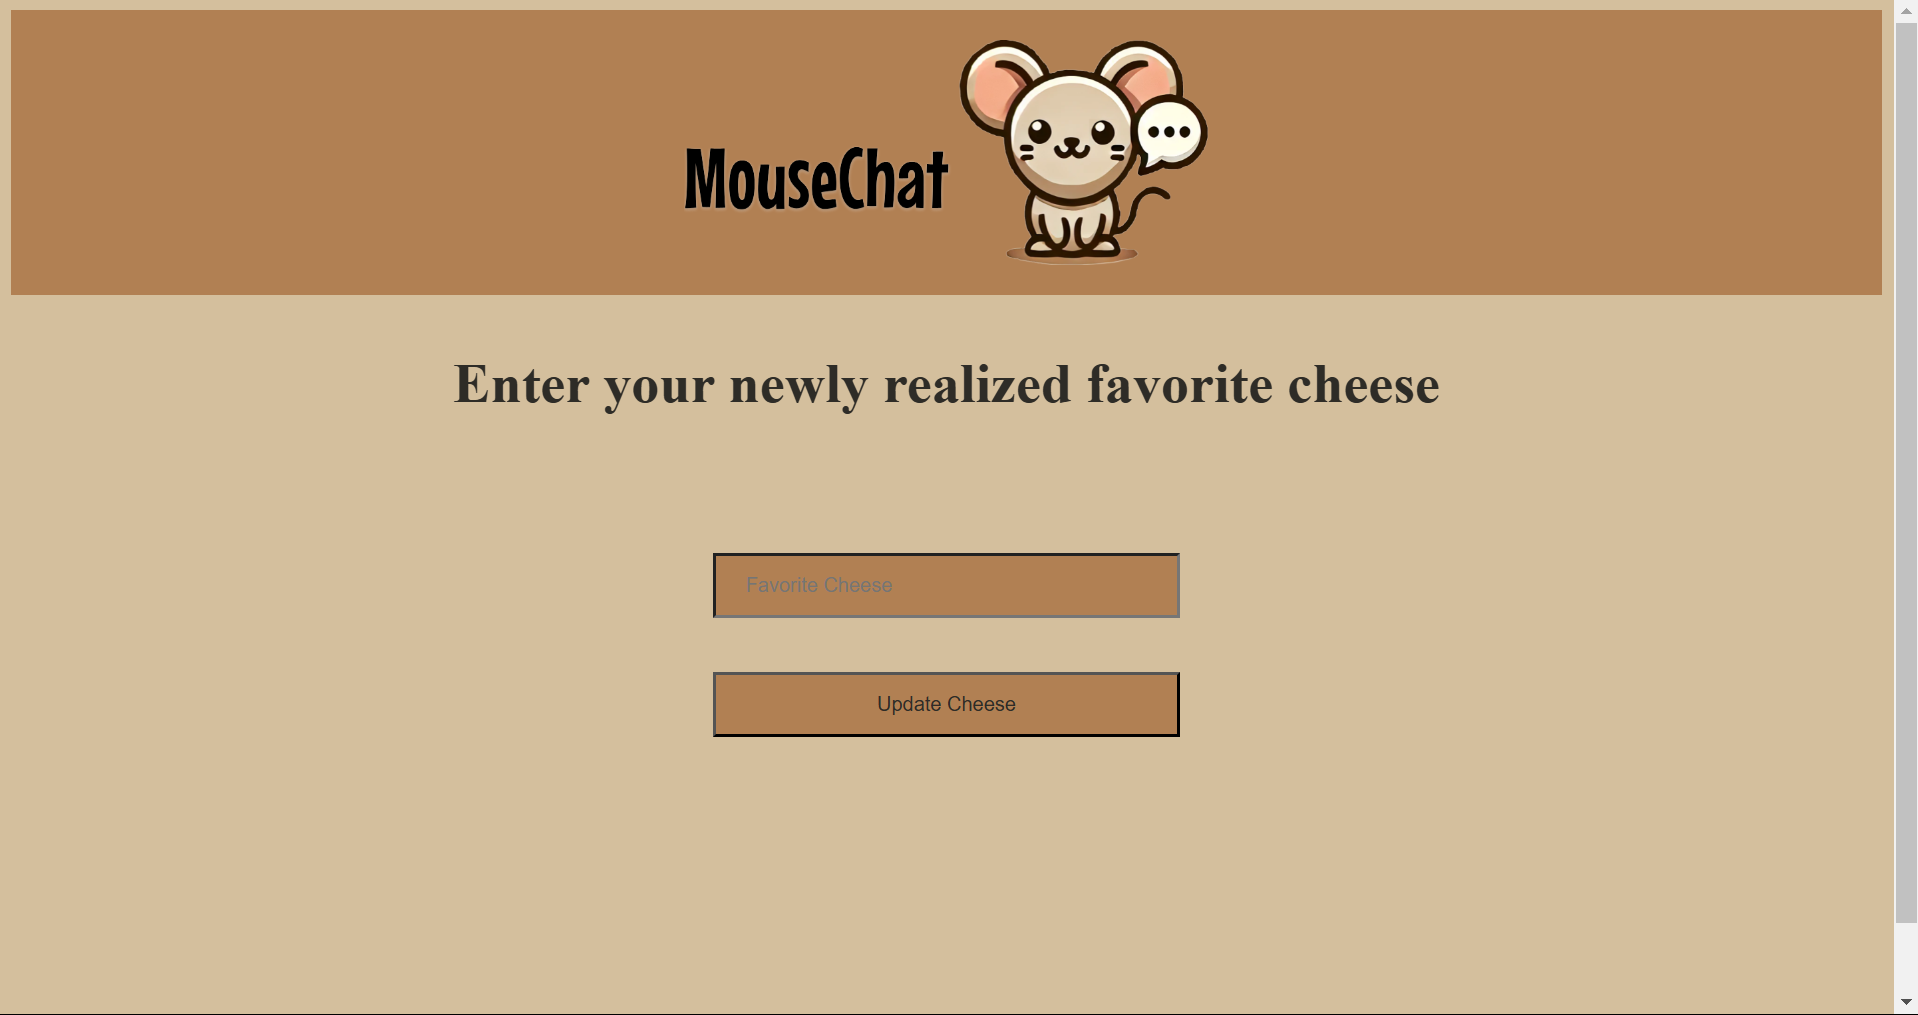 MouseChat
Enter your newly realized favorite cheese
Favorite Cheese
Update Cheese